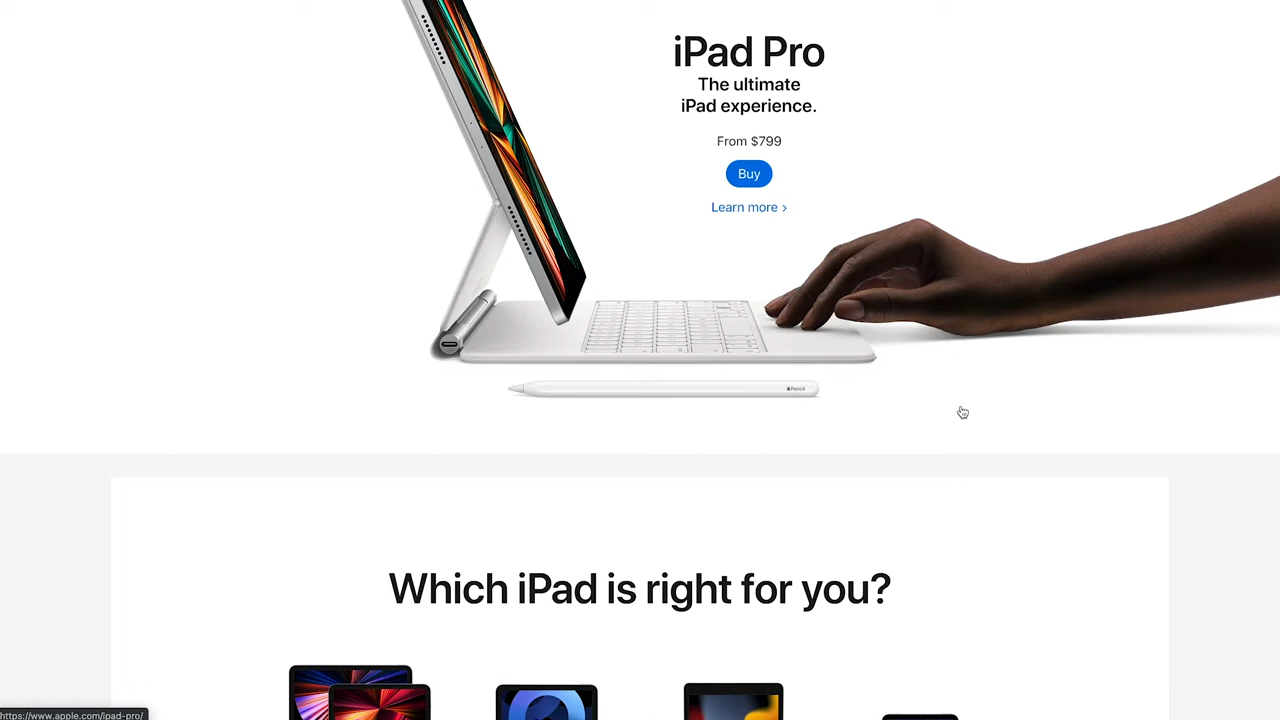 iPad Pro
The ultimate
iPad experience.
From $799
Buy
Learn more >
Pencil
Which iPad is right for you?
https://www.apple.com/ipad-pro/